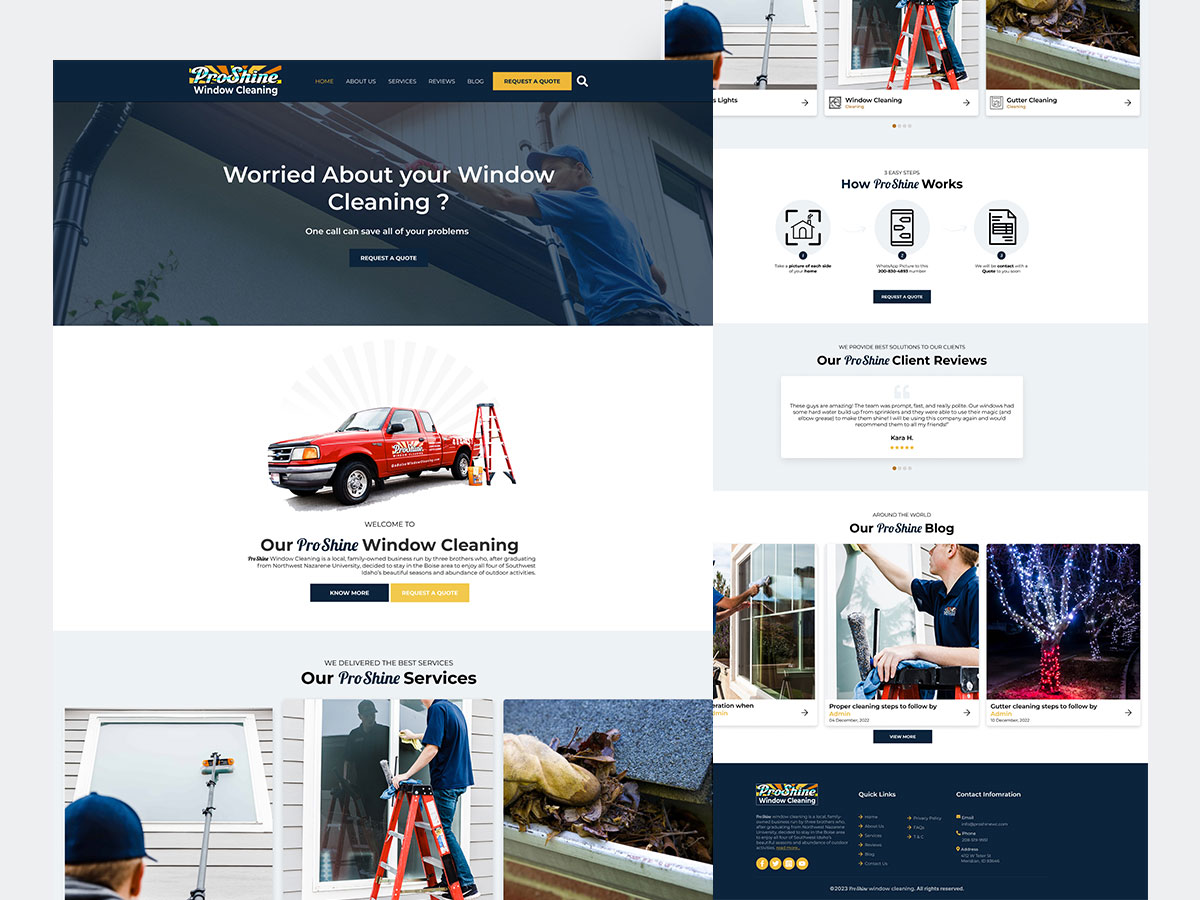 ProShine
Window Cleaning
HOME ABOUT US SERVICES REVIEWS BLOG REQUEST A QUOTE
Worried About your Window
Cleaning ?
One call can save all of your problems
REQUEST A QUOTE
ProShine
WELCOME TO
Our ProShine Window Cleaning
ProShine Window Cleaning is a local, family-owned business run by three brothers who, after graduating
from Northwest Nazarene University, decided to stay in the Boise area to enjoy all four of Southwest
Idaho's beautiful seasons and abundance of outdoor activities.
KNOW MORE REQUEST A QUOTE
WE DELIVERED THE BEST SERVICES
Our ProShine Services
s Lights
Window Cleaning
Cleaning
Gutter Cleaning
Cleaning
3 EASY STEPS
How ProShine Works
1
Take a picture of each side
of your home
2
WhatsApp Picture to this
200-830-4893 number
3
We will be contact with a
Quote to you soon
REQUEST A QUOTE
WE PROVIDE BEST SOLUTIONS TO OUR CLIENTS
Our ProShine Client Reviews
These guys are amazing! The team was prompt, fast, and really polite. Our windows had
some hard water build up from sprinklers and they were able to use their magic (and
elbow grease) to make them shine! I will be using this company again and would
recommend them to all my friends!"
Kara H.
AROUND THE WORLD
Our ProShine Blog
eration when
dmin
Proper cleaning steps to follow by
Admin
04 December, 2022
Gutter cleaning steps to follow by
Admin
10 December, 2022
VIEW MORE
ProShine
Window Cleaning
ProShine window cleaning is a local, family-
owned business run by three brothers who,
after graduating from Northwest Nazarene
University, decided to stay in the Boise area
to enjoy all four of Southwest Idaho's
beautiful seasons and abundance of outdoor
activities. read more..
Quick Links
Home
About Us
Services
Reviews
Blog
Contact Us
Privacy Policy
FAQs
T & C
Contact Infomration
Email
info@proshinewc.com
Phone
Address
4112 W Tater St
Meridian, ID 83646
©2023 ProShine window cleaning. All rights reserved.